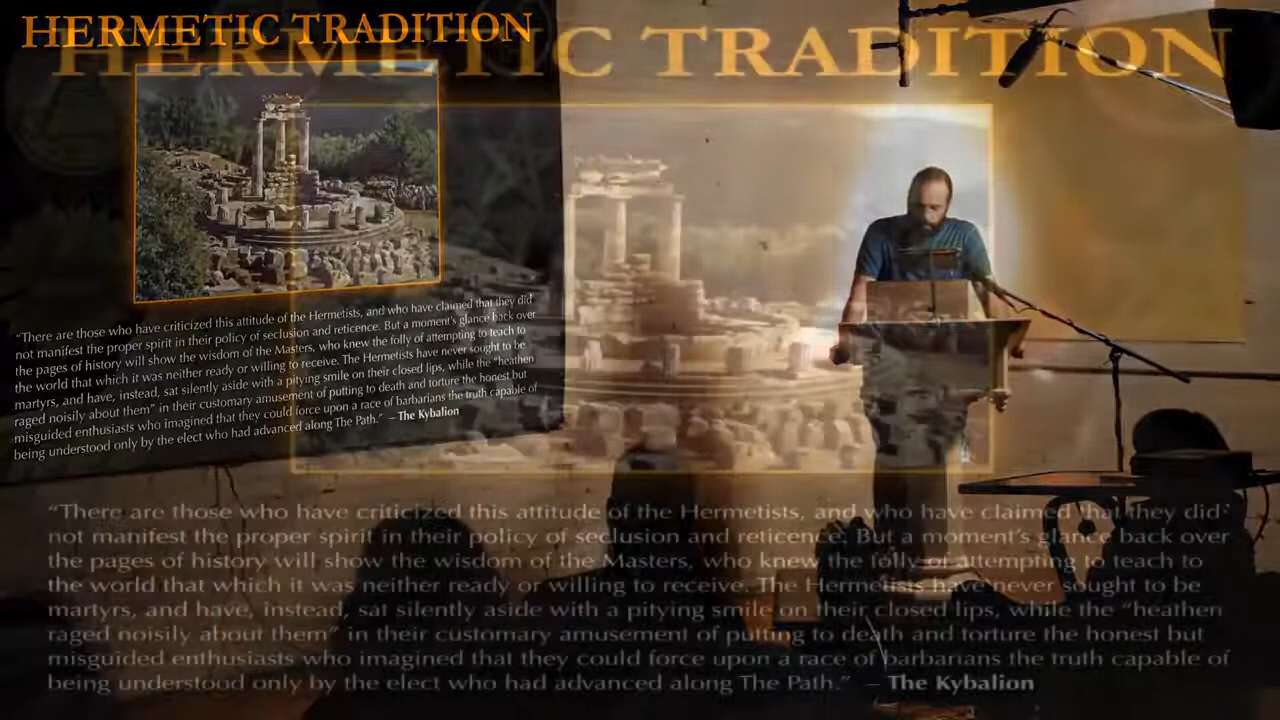 HERMETIC TRADITION
HERMETIC TRADITION
“There are those who have criticized this attitude of the Hermetists, and who have claimed that they did
not manifest the proper spirit in their policy of seclusion and reticence. But a moment’s glance back over
the pages of history will show the wisdom of the Masters, who knew the folly of attempting to teach to
the world that which it was neither ready or willing to receive. The Hermetists have never sought to be
martyrs, and have, instead, sat silently aside with a pitying smile on their closed lips, while the “heathen
raged noisily about them” in their customary amusement of putting to death and torture the honest but
misguided enthusiasts who imagined that they could force upon a race of barbarians the truth capable of
being understood only by the elect who had advanced along The Path.” – The Kybalion
“There are those who have criticized this attitude of the Hermetists, and who have claimed that they did
not manifest the proper spirit in their policy of seclusion and reticence. But a moment’s glance back over
the pages of history will show the wisdom of the Masters, who knew the folly of attempting to teach to
the world that which it was neither ready or willing to receive. The Hermetists have never sought to be
martyrs, and have, instead, sat silently aside with a pitying smile on their closed lips, while the “heathen
raged noisily about them” in their customary amusement of putting to death and torture the honest but
misguided enthusiasts who imagined that they could force upon a race of barbarians the truth capable of
being understood only by the elect who had advanced along The Path.” – The Kybalion